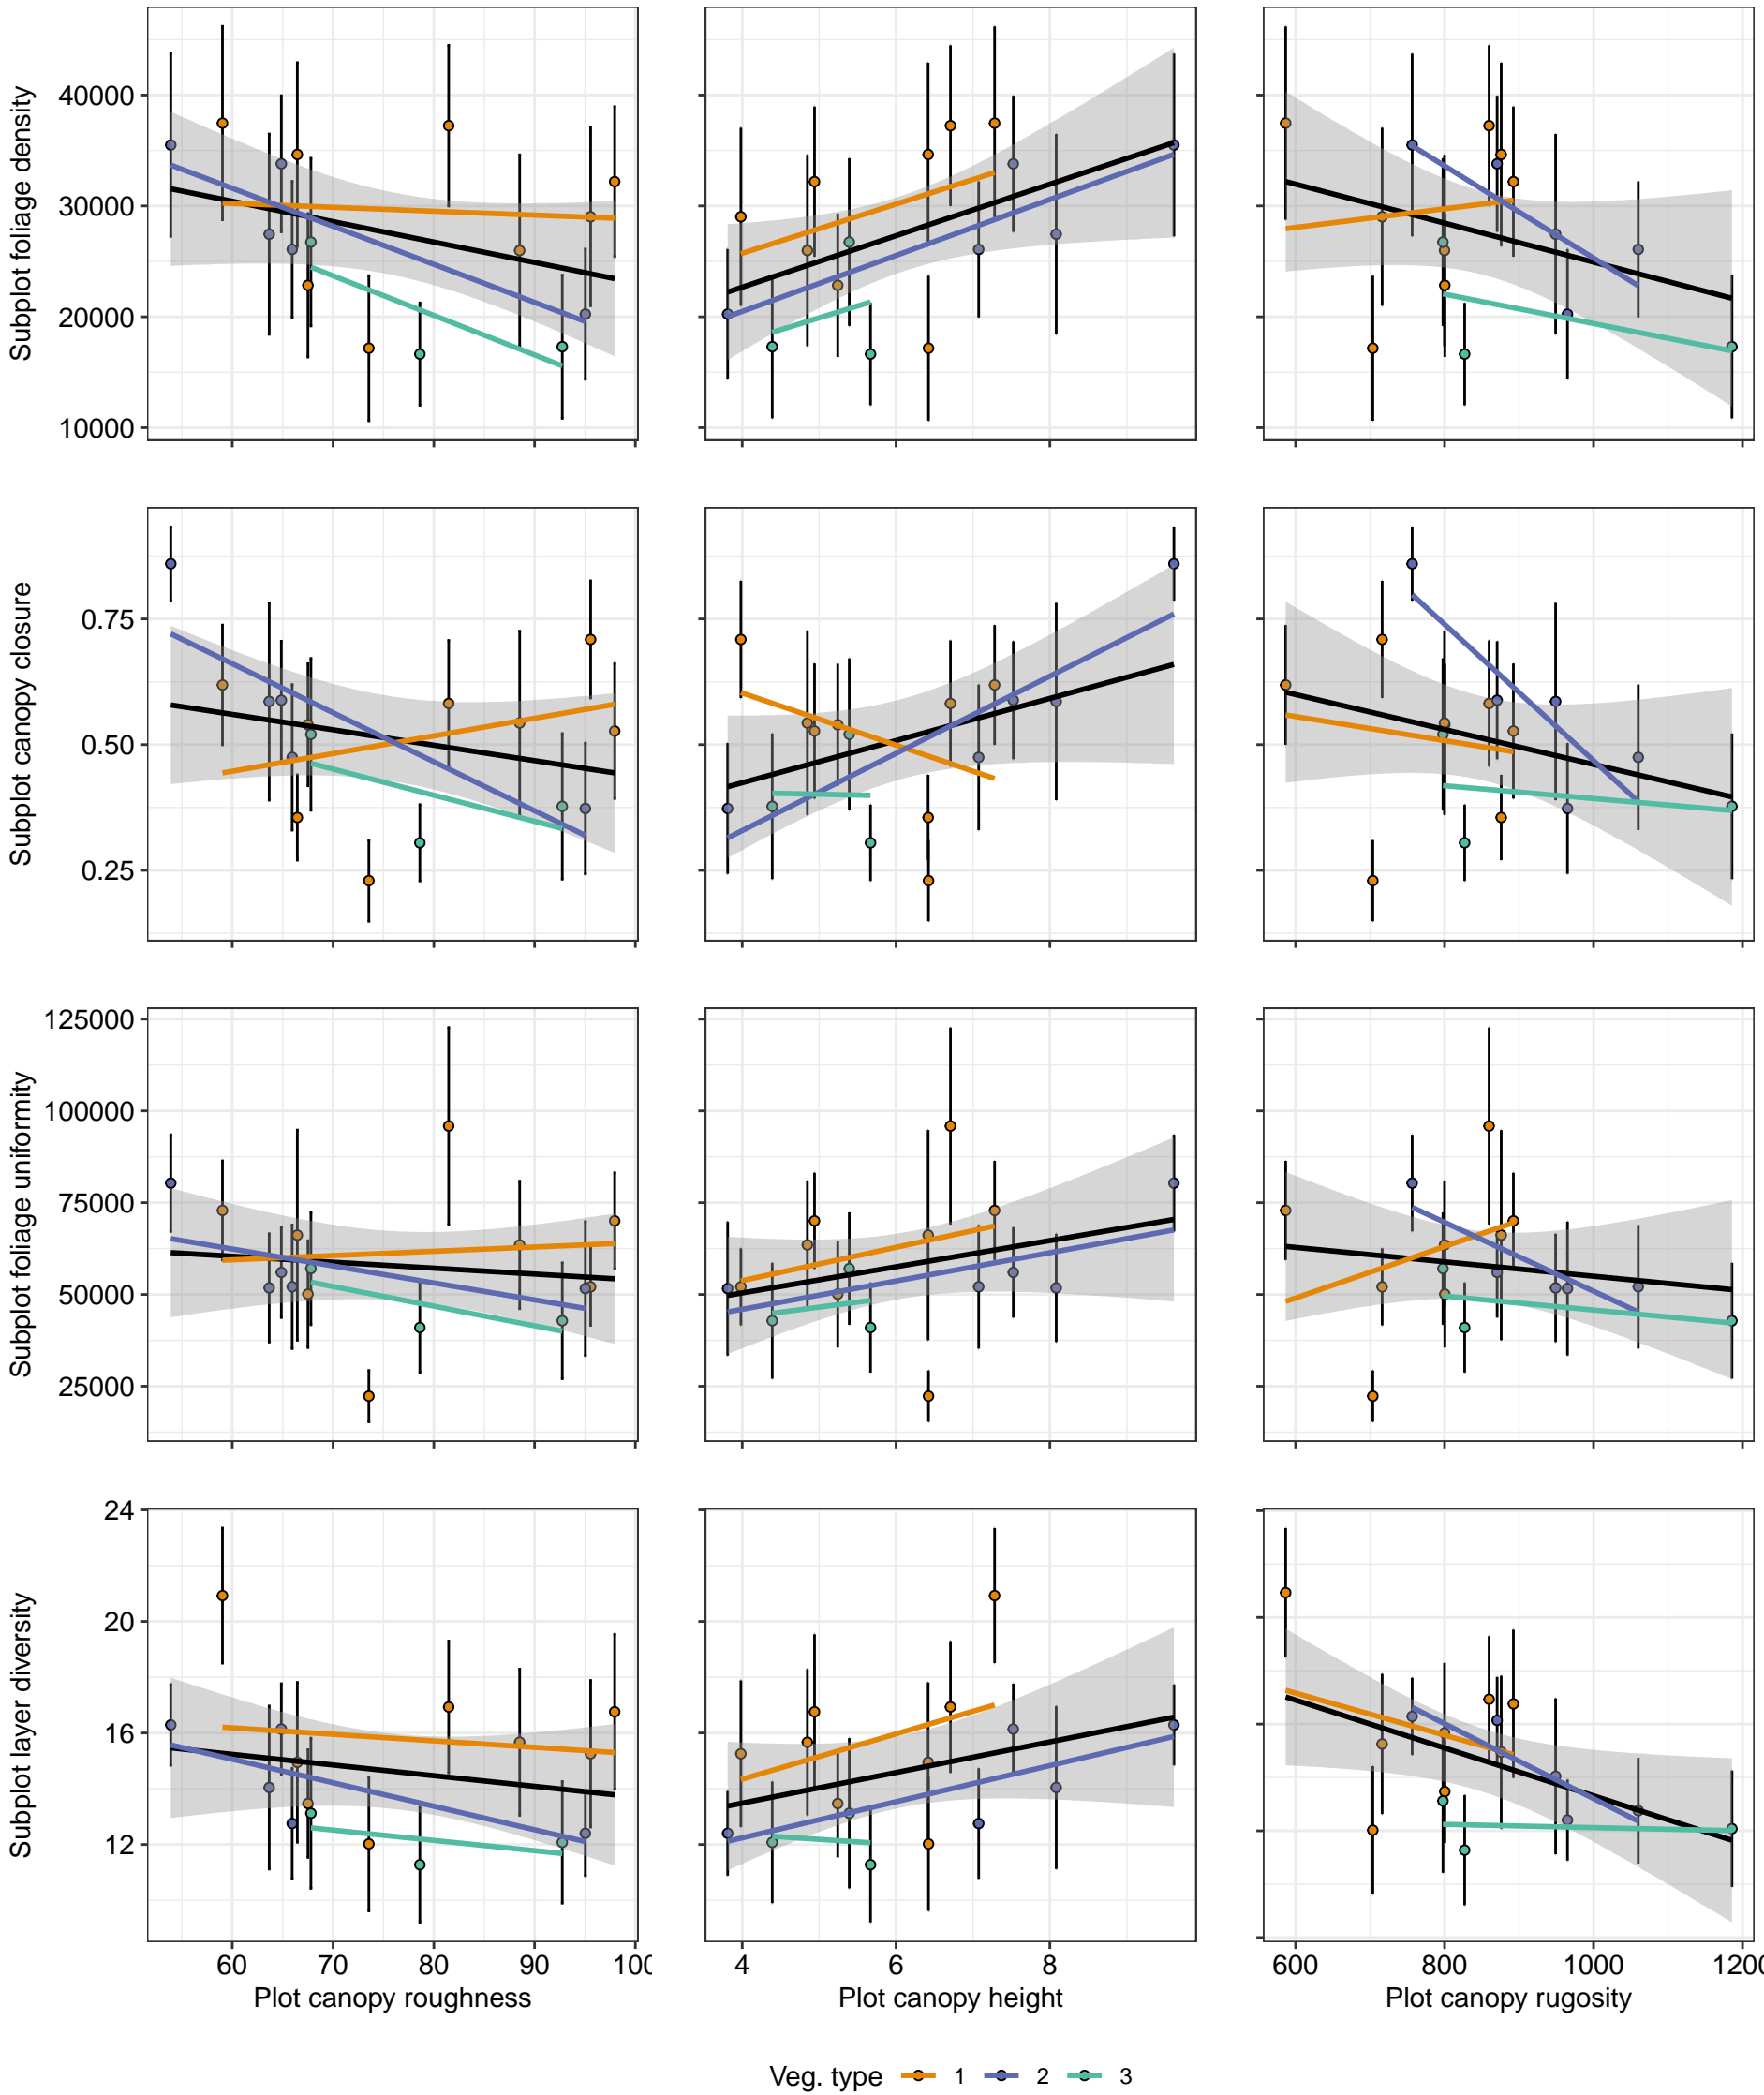 Subplot foliage density
40000
30000
20000
10000
Subplot canopy closure
0.75
0.50
0.25
Subplot foliage uniformity
125000
100000
75000
50000
25000
Subplot layer diversity
24
20
16
12
60 70 80 90 100
4 6 8
600 800 1000 1200
Plot canopy roughness
Plot canopy height
Plot canopy rugosity
Veg. type 1 2 3